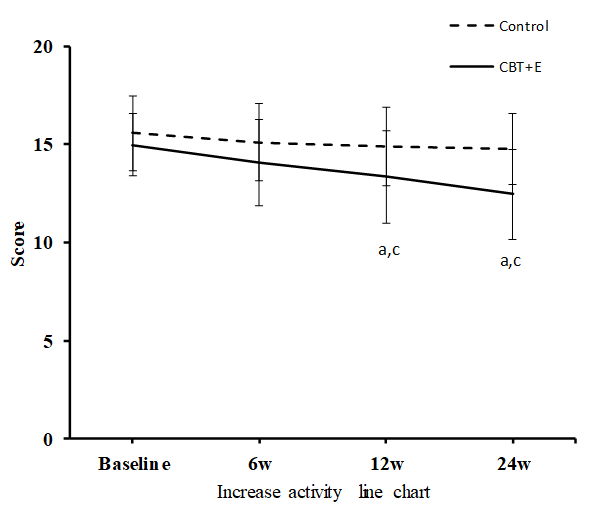 Control
CBT+E
20
15
10
5
0
Score
a,c
a,c
Baseline 6w 12w 24w
Increase activity line chart